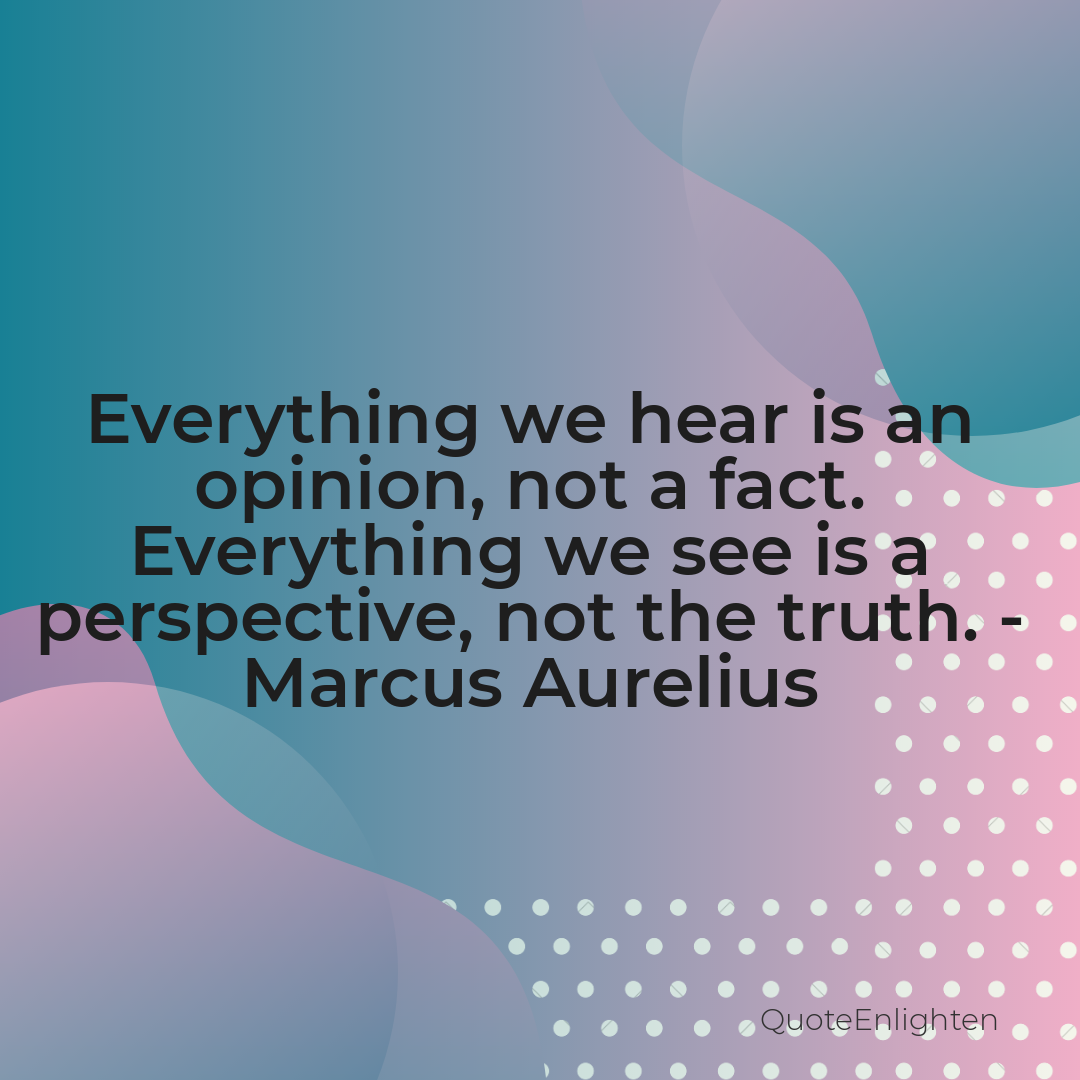 Everything we hear is an
opinion, not a fact.
Everything we see is a
perspective, not the truth. -
Marcus Aurelius
QuoteEnlighten